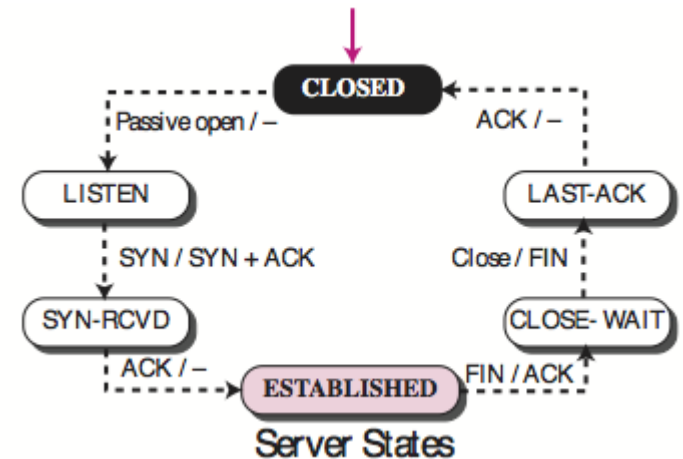 CLOSED
Passive open / –
ACK / –
LISTEN
LAST-ACK
SYN / SYN + ACK
Close / FIN
SYN-RCVD
CLOSE- WAIT
ACK / –
ESTABLISHED
FIN / ACK
Server States